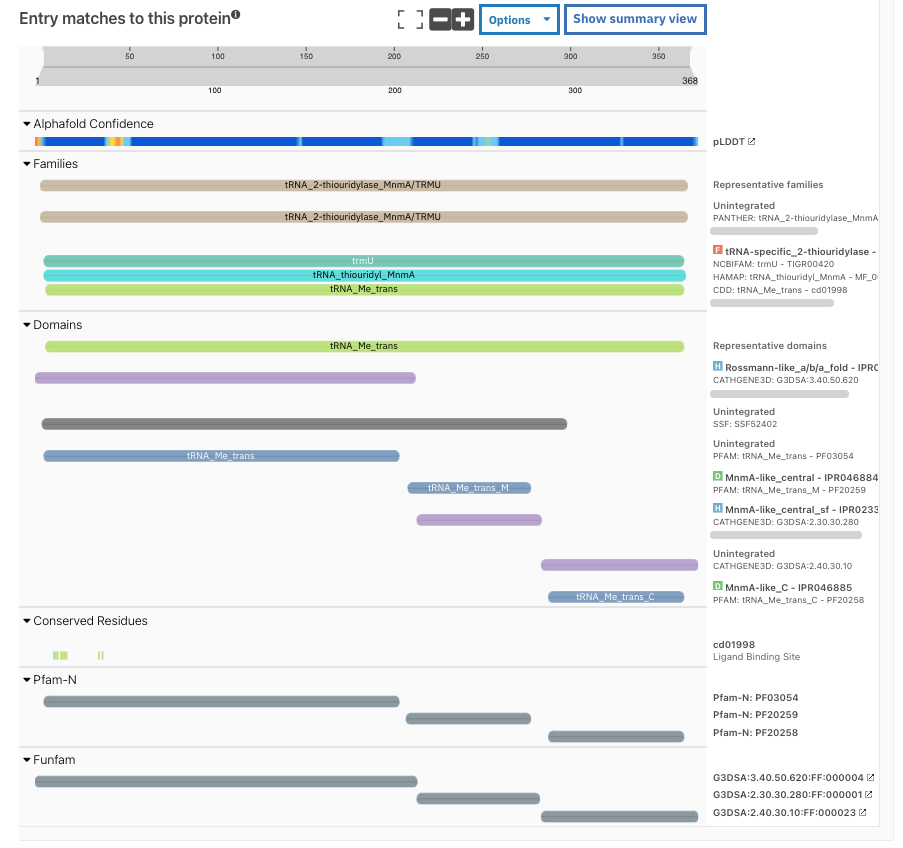 Entry matches to this protein
Options
Show summary view
50 100 150 200 250 300 350
1 368
100 200 300
Alphafold Confidence
pLDDT
Families
tRNA_2-thiouridylase_MnmA/TRMU
Representative families
Unintegrated
tRNA_2-thiouridylase_MnmA/TRMU
PANTHER: tRNA_2-thiouridylase_MnmA
F tRNA-specific_2-thiouridylase -
trmU
NCBIFAM: trmU - TIGR00420
tRNA_thiouridyl_MnmA
HAMAP: tRNA_thiouridyl_MnmA - MF_0
tRNA_Me_trans
CDD: tRNA_Me_trans - cd01998
Domains
tRNA_Me_trans
Representative domains
H Rossmann-like_a/b/a_fold - IPR0
CATHGENE3D: G3DSA:3.40.50.620
Unintegrated
SSF: SSF52402
Unintegrated
tRNA_Me_trans
PFAM: tRNA_Me_trans - PF03054
D MnmA-like_central - IPR046884
tRNA_Me_trans_M
PFAM: tRNA_Me_trans_M - PF20259
H MnmA-like_central_sf - IPR0233
CATHGENE3D: G3DSA:2.30.30.280
Unintegrated
CATHGENE3D: G3DSA:2.40.30.10
D MnmA-like_C - IPR046885
tRNA_Me_trans_C
PFAM: tRNA_Me_trans_C - PF20258
Conserved Residues
cd01998
Ligand Binding Site
Pfam-N
Pfam-N: PF03054
Pfam-N: PF20259
Pfam-N: PF20258
Funfam
G3DSA:3.40.50.620:FF:000004
G3DSA:2.30.30.280:FF:000001
G3DSA:2.40.30.10:FF:000023